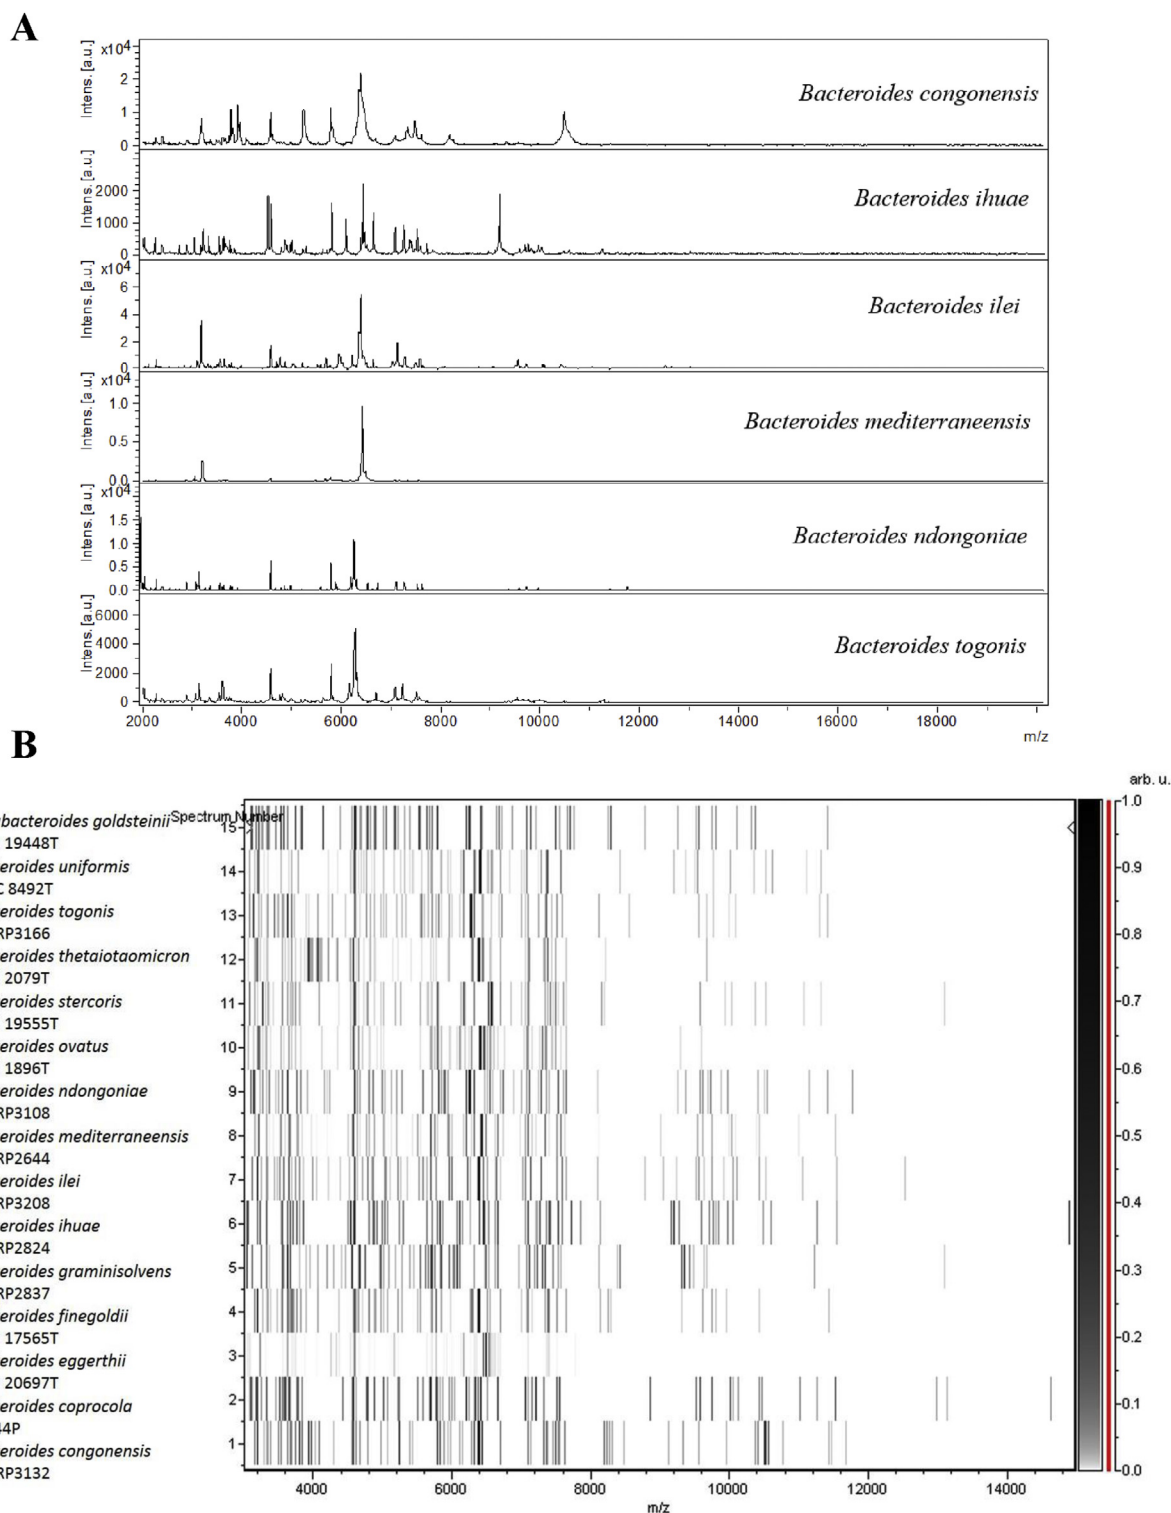 A
Intens. [a.u.]
x10⁴
2
1
0
Bacteroides congonensis
Intens. [a.u.]
2000
1000
0
Bacteroides ihuae
Intens. [a.u.]
x10⁴
6
4
2
0
Bacteroides ilei
Intens. [a.u.]
x10⁴
1.0
0.5
0.0
Bacteroides mediterraneensis
Intens. [a.u.]
x10⁴
1.5
1.0
0.5
0.0
Bacteroides ndongoniae
Intens. [a.u.]
6000
4000
2000
0
Bacteroides togonis
2000 4000 6000 8000 10000 12000 14000 16000 18000
m/z
B
arb. u.
Spectrum Number
bacteroides goldsteinii 15
19448T
eroides uniformis 14
C 8492T
eroides togonis 13
RP3166
eroides thetaiotaomicron 12
2079T
eroides stercoris 11
19555T
eroides ovatus 10
1896T
eroides ndongoniae 9
RP3108
eroides mediterraneensis 8
RP2644
eroides ilei 7
RP3208
eroides ihuae 6
RP2824
eroides graminisolvens 5
RP2837
eroides finegoldii 4
17565T
eroides eggerthii 3
20697T
eroides coprocola 2
44P
eroides congonensis 1
RP3132
1.0
0.9
0.8
0.7
0.6
0.5
0.4
0.3
0.2
0.1
0.0
4000 6000 8000 10000 12000 14000
m/z